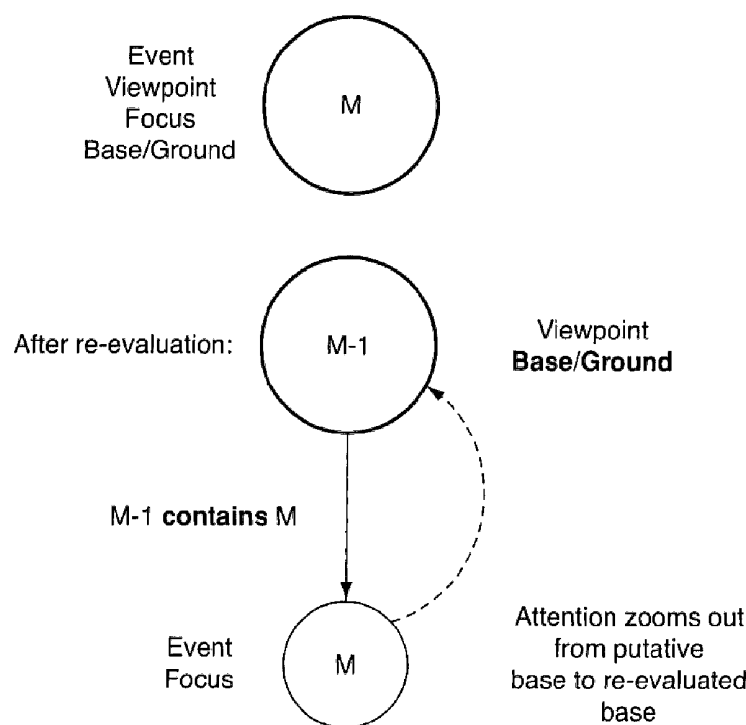 Event
Viewpoint
Focus
Base/Ground
M
After re-evaluation:
M-1
Viewpoint
Base/Ground
M-1 contains M
Event
Focus
M
Attention zooms out
from putative
base to re-evaluated
base